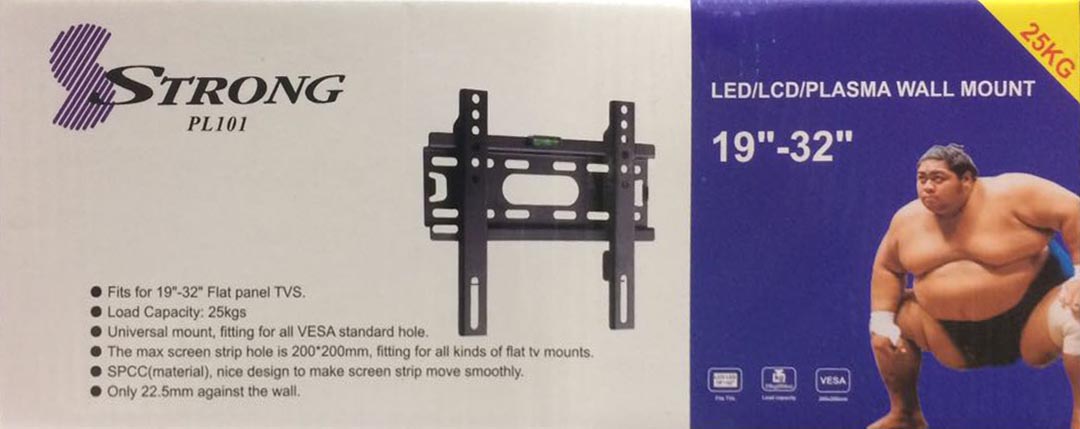 STRONG
PL101
Fits for 19"-32" Flat panel TVS.
Load Capacity: 25kgs
Universal mount, fitting for all VESA standard hole.
The max screen strip hole is 200*200mm, fitting for all kinds of flat tv mounts.
SPCC(material), nice design to make screen strip move smoothly.
Only 22.5mm against the wall.
25KG
LED/LCD/PLASMA WALL MOUNT
19"-32"
VESA
Fits TVs
Load capacity